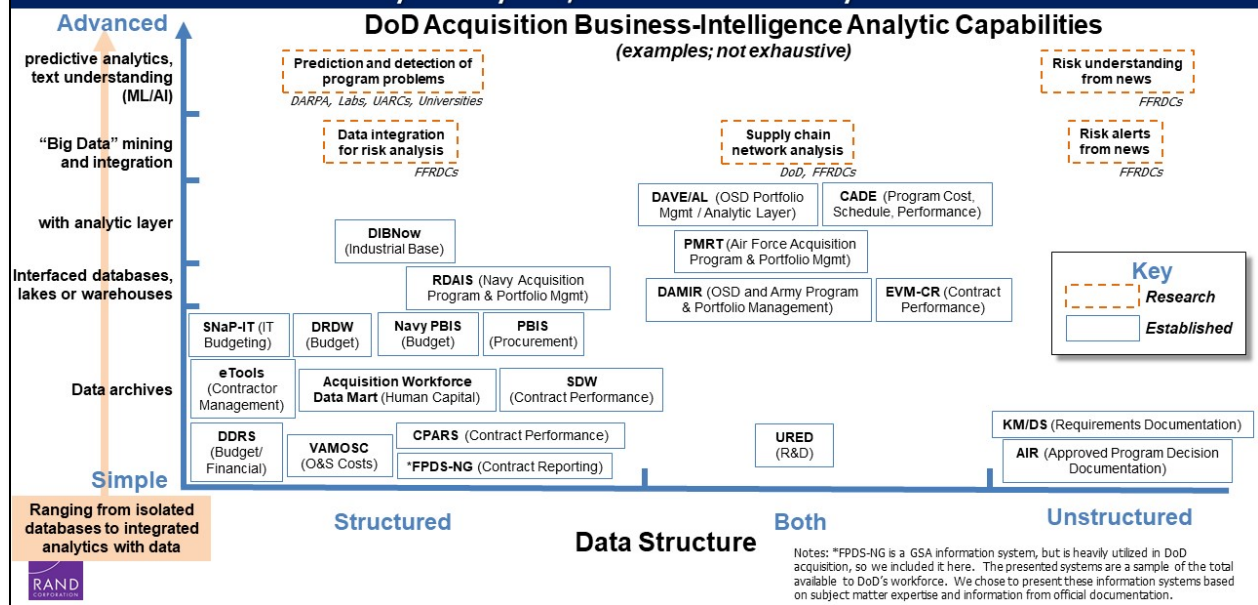 Advanced
DoD Acquisition Business-Intelligence Analytic Capabilities
(examples; not exhaustive)
predictive analytics,
text understanding
(ML/AI)
Prediction and detection of
program problems
DARPA, Labs, UARCs, Universities
Risk understanding
from news
FFRDCs
“Big Data” mining
and integration
Data integration
for risk analysis
FFRDCs
Supply chain
network analysis
DoD, FFRDCs
Risk alerts
from news
FFRDCs
with analytic layer
DIBNow
(Industrial Base)
DAVE/AL (OSD Portfolio
Mgmt / Analytic Layer)
CADE (Program Cost,
Schedule, Performance)
PMRT (Air Force Acquisition
Program & Portfolio Mgmt)
Interfaced databases,
lakes or warehouses
RDAIS (Navy Acquisition
Program & Portfolio Mgmt)
DAMIR (OSD and Army Program
& Portfolio Management)
EVM-CR (Contract
Performance)
Key
Research
Established
SNaP-IT (IT
Budgeting)
DRDW
(Budget)
Navy PBIS
(Budget)
PBIS
(Procurement)
Data archives
eTools
(Contractor
Management)
Acquisition Workforce
Data Mart (Human Capital)
SDW
(Contract Performance)
DDRS
(Budget/
Financial)
VAMOSC
(O&S Costs)
CPARS (Contract Performance)
*FPDS-NG (Contract Reporting)
URED
(R&D)
KM/DS (Requirements Documentation)
AIR (Approved Program Decision
Documentation)
Simple
Ranging from isolated
databases to integrated
analytics with data
Structured
Both
Unstructured
Data Structure
Notes: *FPDS-NG is a GSA information system, but is heavily utilized in DoD
acquisition, so we included it here. The presented systems are a sample of the total
available to DoD’s workforce. We chose to present these information systems based
on subject matter expertise and information from official documentation.
RAND
CORPORATION